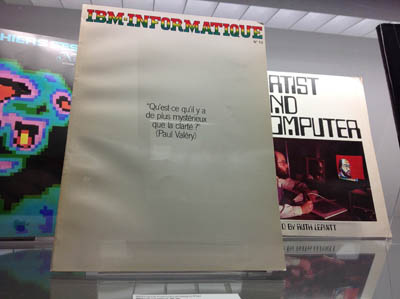 IBM-INFORMATIQUE
"Qu'est-ce qu'il y a
de plus mystérieux
que la clarté ?"
(Paul Valéry)
AND
COMPUTER
BY RUTH LEAVITT